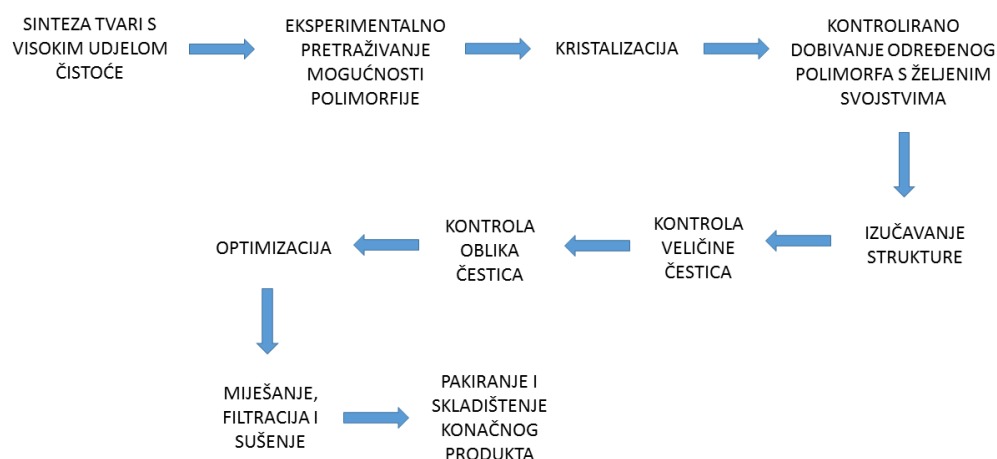 SINTEZA TVARI S
VISOKIM UDJELOM
ČISTOĆE
EKSPERIMENTALNO
PRETRAŽIVANJE
MOGUĆNOSTI
POLIMORFIJE
KRISTALIZACIJA
KONTROLIRANO
DOBIVANJE ODREĐENOG
POLIMORFA S ŽELJENIM
SVOJSTVIMA
IZUČAVANJE
STRUKTURE
KONTROLA
VELIČINE
ČESTICA
KONTROLA
OBLIKA
ČESTICA
OPTIMIZACIJA
MIJEŠANJE,
FILTRACIJA I
SUŠENJE
PAKIRANJE I
SKLADIŠTENJE
KONAČNOG
PRODUKTA